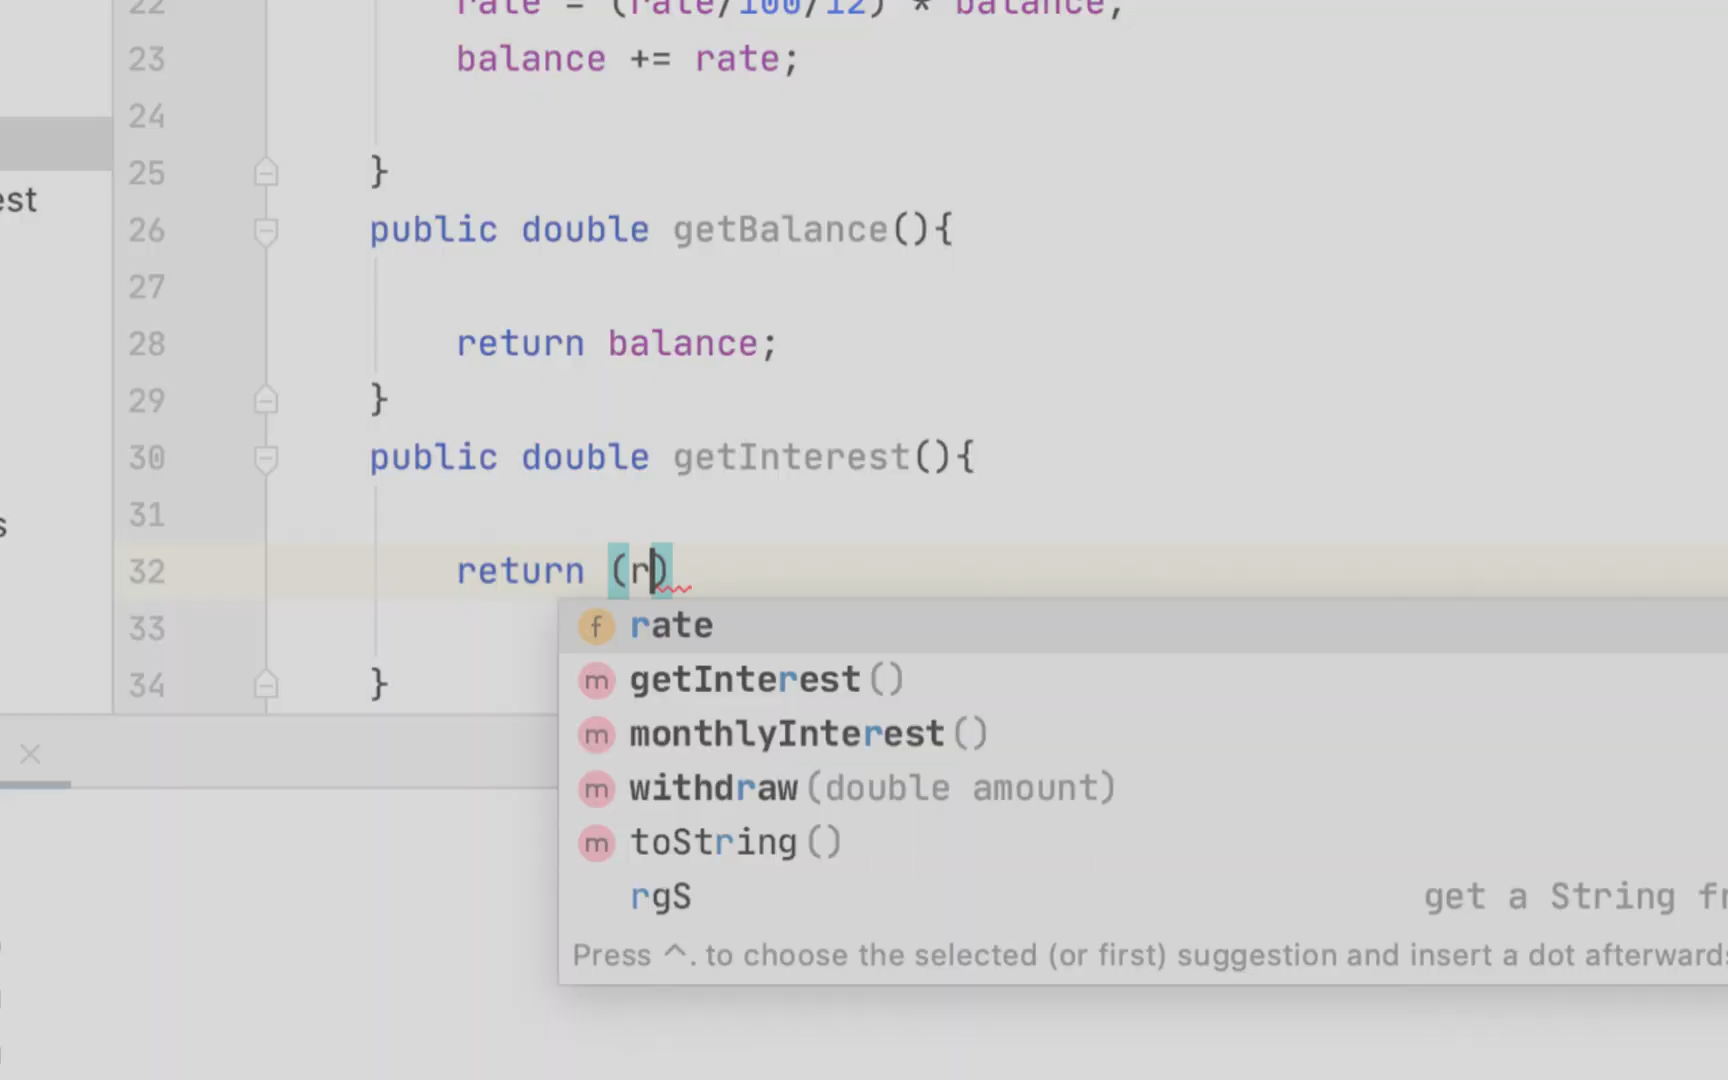 22 rate = (rate/100/12) * balance;
23 balance += rate;
24
25 }
est
26 public double getBalance(){
27
28 return balance;
29 }
30 public double getInterest(){
31
s
32 return (r)
33
34 }
f rate
m getInterest()
m monthlyInterest()
m withdraw(double amount)
m toString()
rgS get a String fr
Press ^. to choose the selected (or first) suggestion and insert a dot afterwards